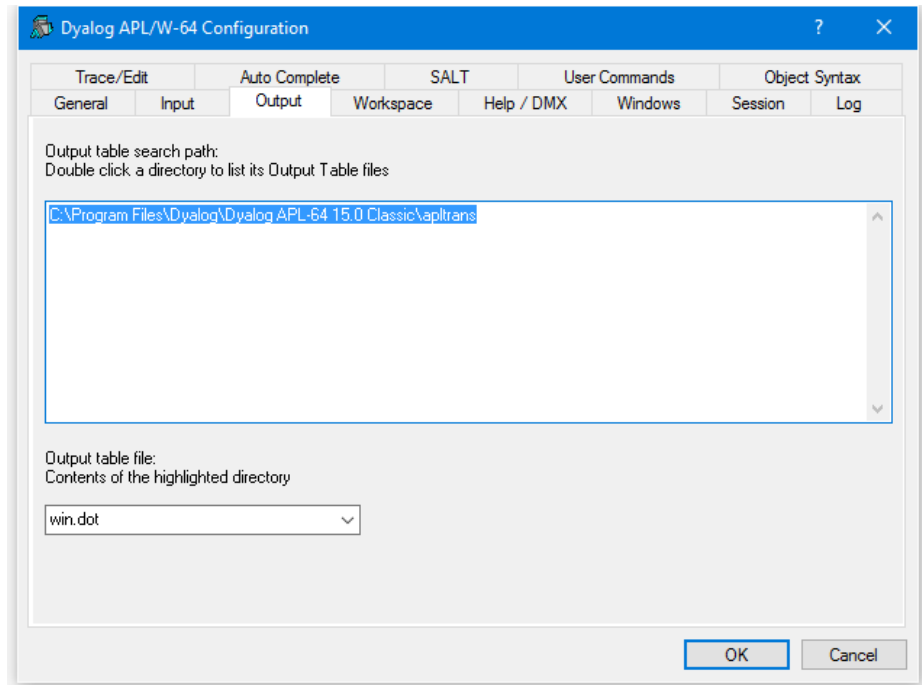 Dyalog APL/W-64 Configuration ?
Trace/Edit Auto Complete SALT User Commands Object Syntax
General Input Output Workspace Help / DMX Windows Session Log
Output table search path:
Double click a directory to list its Output Table files
C:\Program Files\Dyalog\Dyalog APL-64 15.0 Classic\apltrans
Output table file:
Contents of the highlighted directory
win.dot
OK Cancel